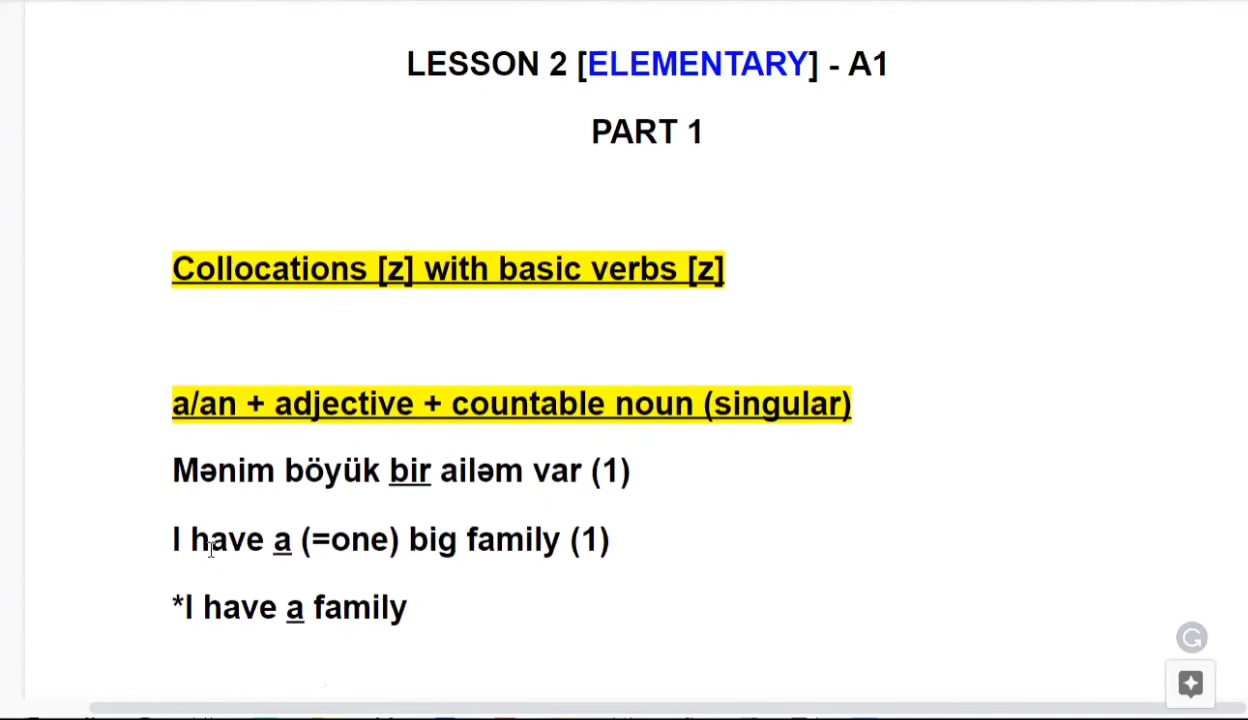 LESSON 2 [ELEMENTARY] - A1
PART 1
Collocations [z] with basic verbs [z]
a/an + adjective + countable noun (singular)
Mənim böyük bir ailəm var (1)
I have a (=one) big family (1)
*I have a family